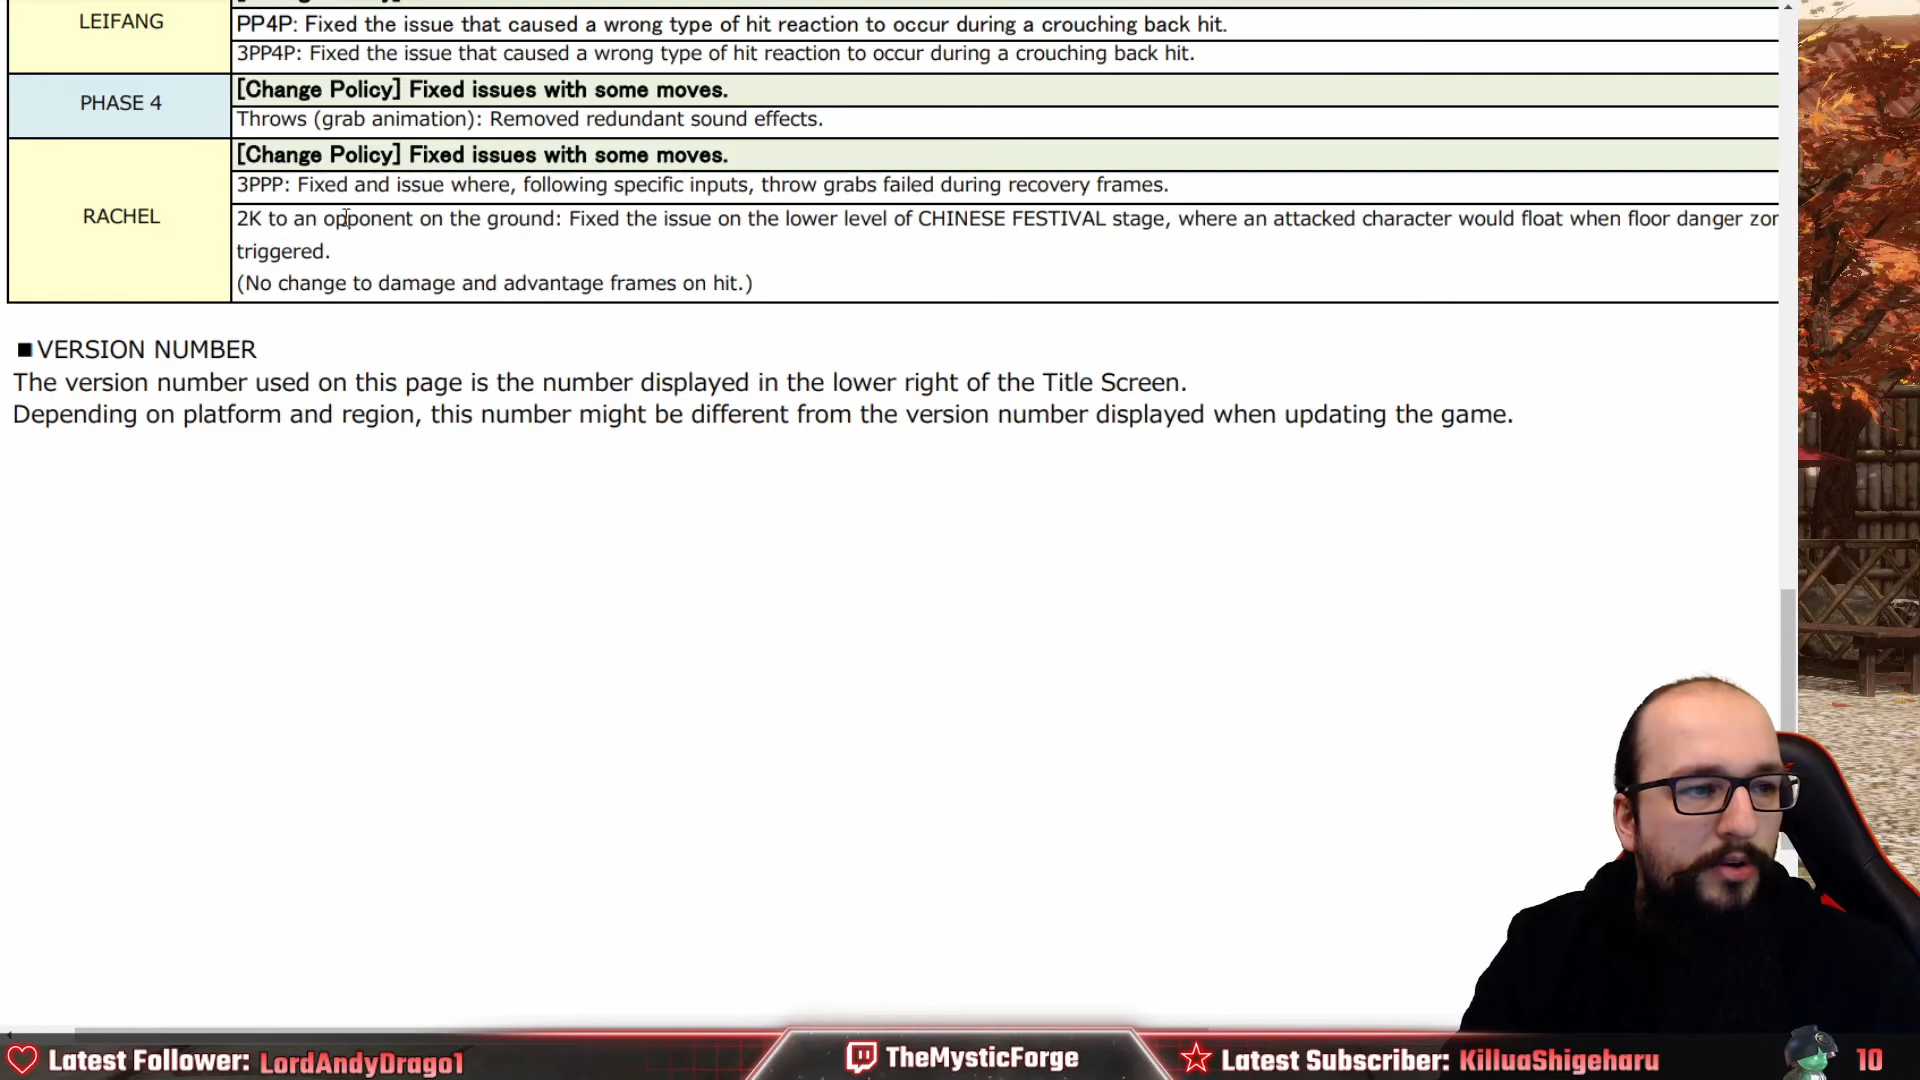 LEIFANG
PP4P: Fixed the issue that caused a wrong type of hit reaction to occur during a crouching back hit.
3PP4P: Fixed the issue that caused a wrong type of hit reaction to occur during a crouching back hit.
PHASE 4
[Change Policy] Fixed issues with some moves.
Throws (grab animation): Removed redundant sound effects.
RACHEL
[Change Policy] Fixed issues with some moves.
3PPP: Fixed and issue where, following specific inputs, throw grabs failed during recovery frames.
2K to an opponent on the ground: Fixed the issue on the lower level of CHINESE FESTIVAL stage, where an attacked character would float when floor danger zor
triggered.
(No change to damage and advantage frames on hit.)
■VERSION NUMBER
The version number used on this page is the number displayed in the lower right of the Title Screen.
Depending on platform and region, this number might be different from the version number displayed when updating the game.
Latest Follower: LordAndyDrago1
TheMysticForge
Latest Subscriber: KilluaShigeharu
10